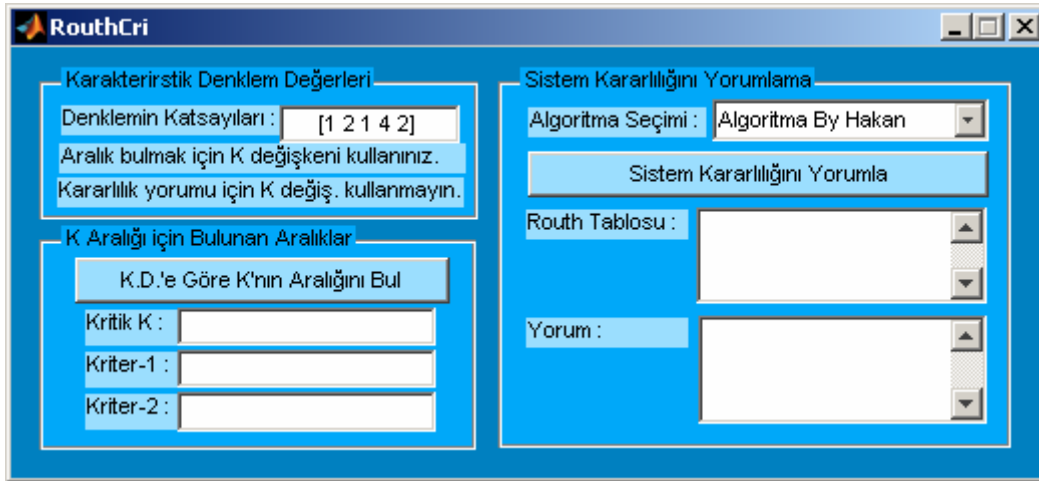 RouthCri
Karakterirstik Denklem Değerleri
Denklemin Katsayıları :
[1 2 1 4 2]
Aralık bulmak için K değişkeni kullanınız.
Kararlılık yorumu için K değiş. kullanmayın.
K Aralığı için Bulunan Aralıklar
K.D.'e Göre K'nın Aralığını Bul
Kritik K :
Kriter-1 :
Kriter-2 :
Sistem Kararlılığını Yorumlama
Algoritma Seçimi :
Algoritma By Hakan
Sistem Kararlılığını Yorumla
Routh Tablosu :
Yorum :